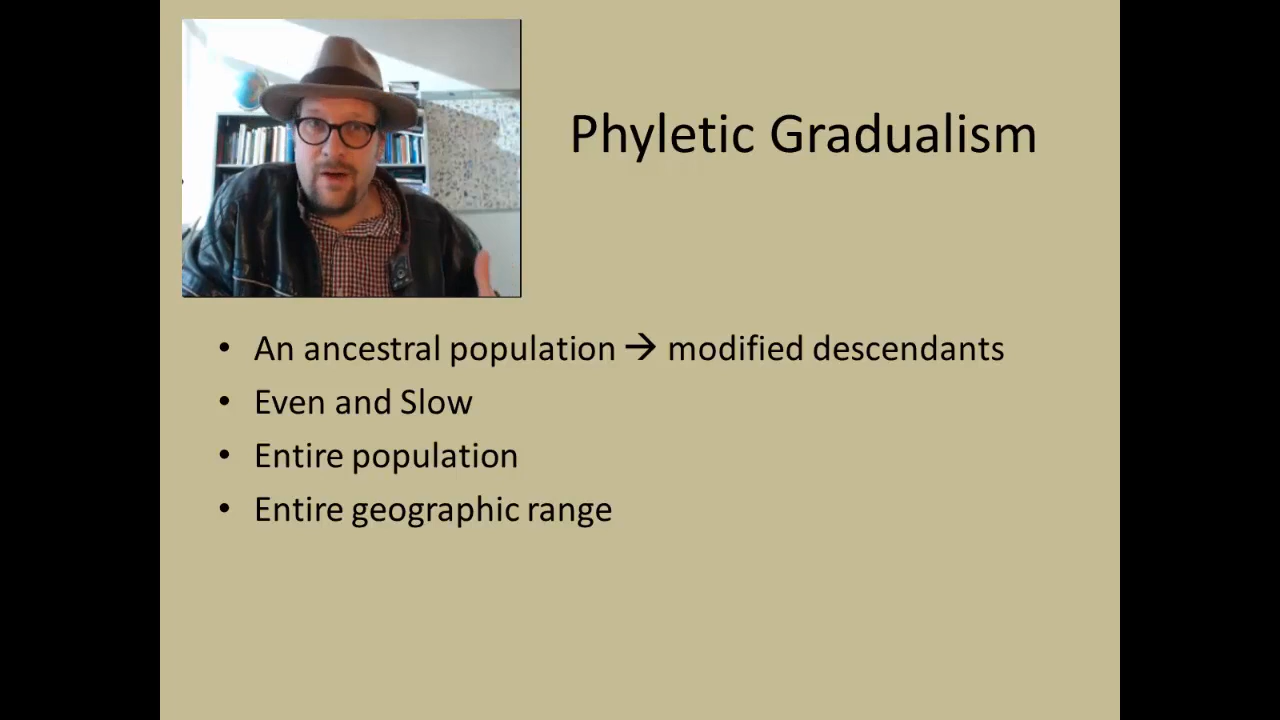 Phyletic Gradualism
• An ancestral population → modified descendants
• Even and Slow
• Entire population
• Entire geographic range